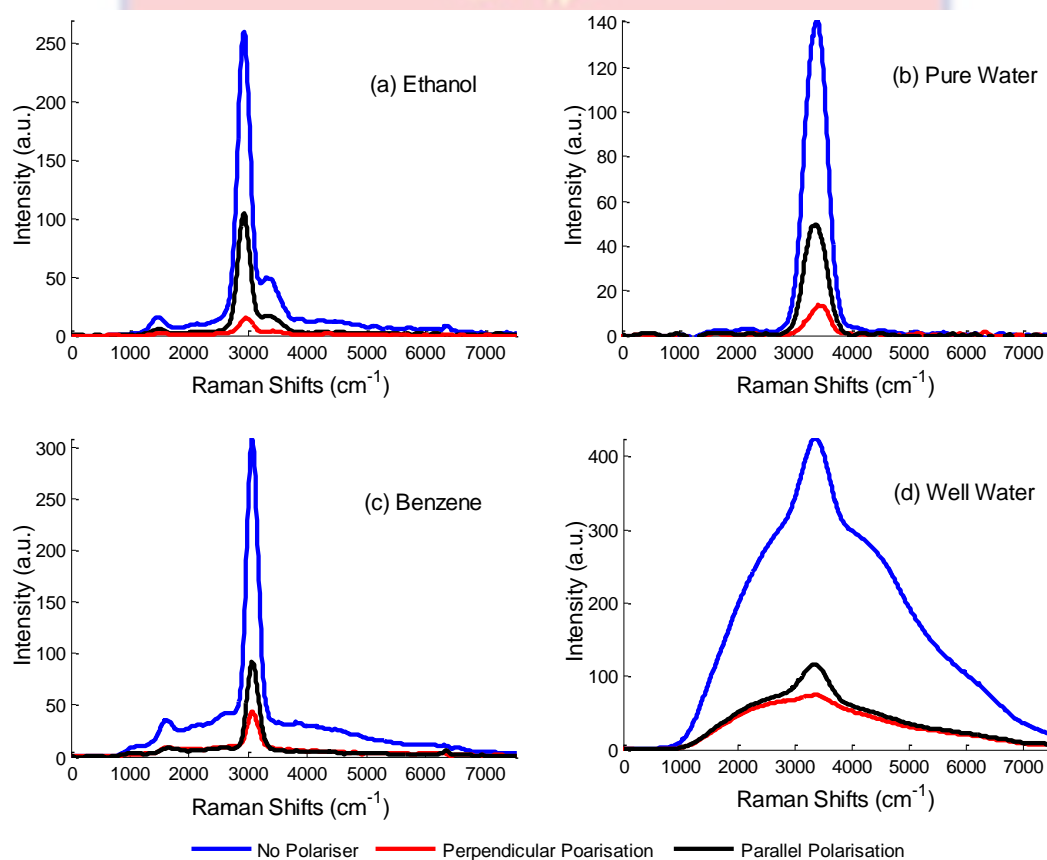 (a) Ethanol
Intensity (a.u.)
250
200
150
100
50
0
0 1000 2000 3000 4000 5000 6000 7000
Raman Shifts (cm-1)
(b) Pure Water
Intensity (a.u.)
140
120
100
80
60
40
20
0
0 1000 2000 3000 4000 5000 6000 7000
Raman Shifts (cm-1)
(c) Benzene
Intensity (a.u.)
300
250
200
150
100
50
0
0 1000 2000 3000 4000 5000 6000 7000
Raman Shifts (cm-1)
(d) Well Water
Intensity (a.u.)
400
300
200
100
0
0 1000 2000 3000 4000 5000 6000 7000
Raman Shifts (cm-1)
No Polariser Perpendicular Poarisation Parallel Polarisation